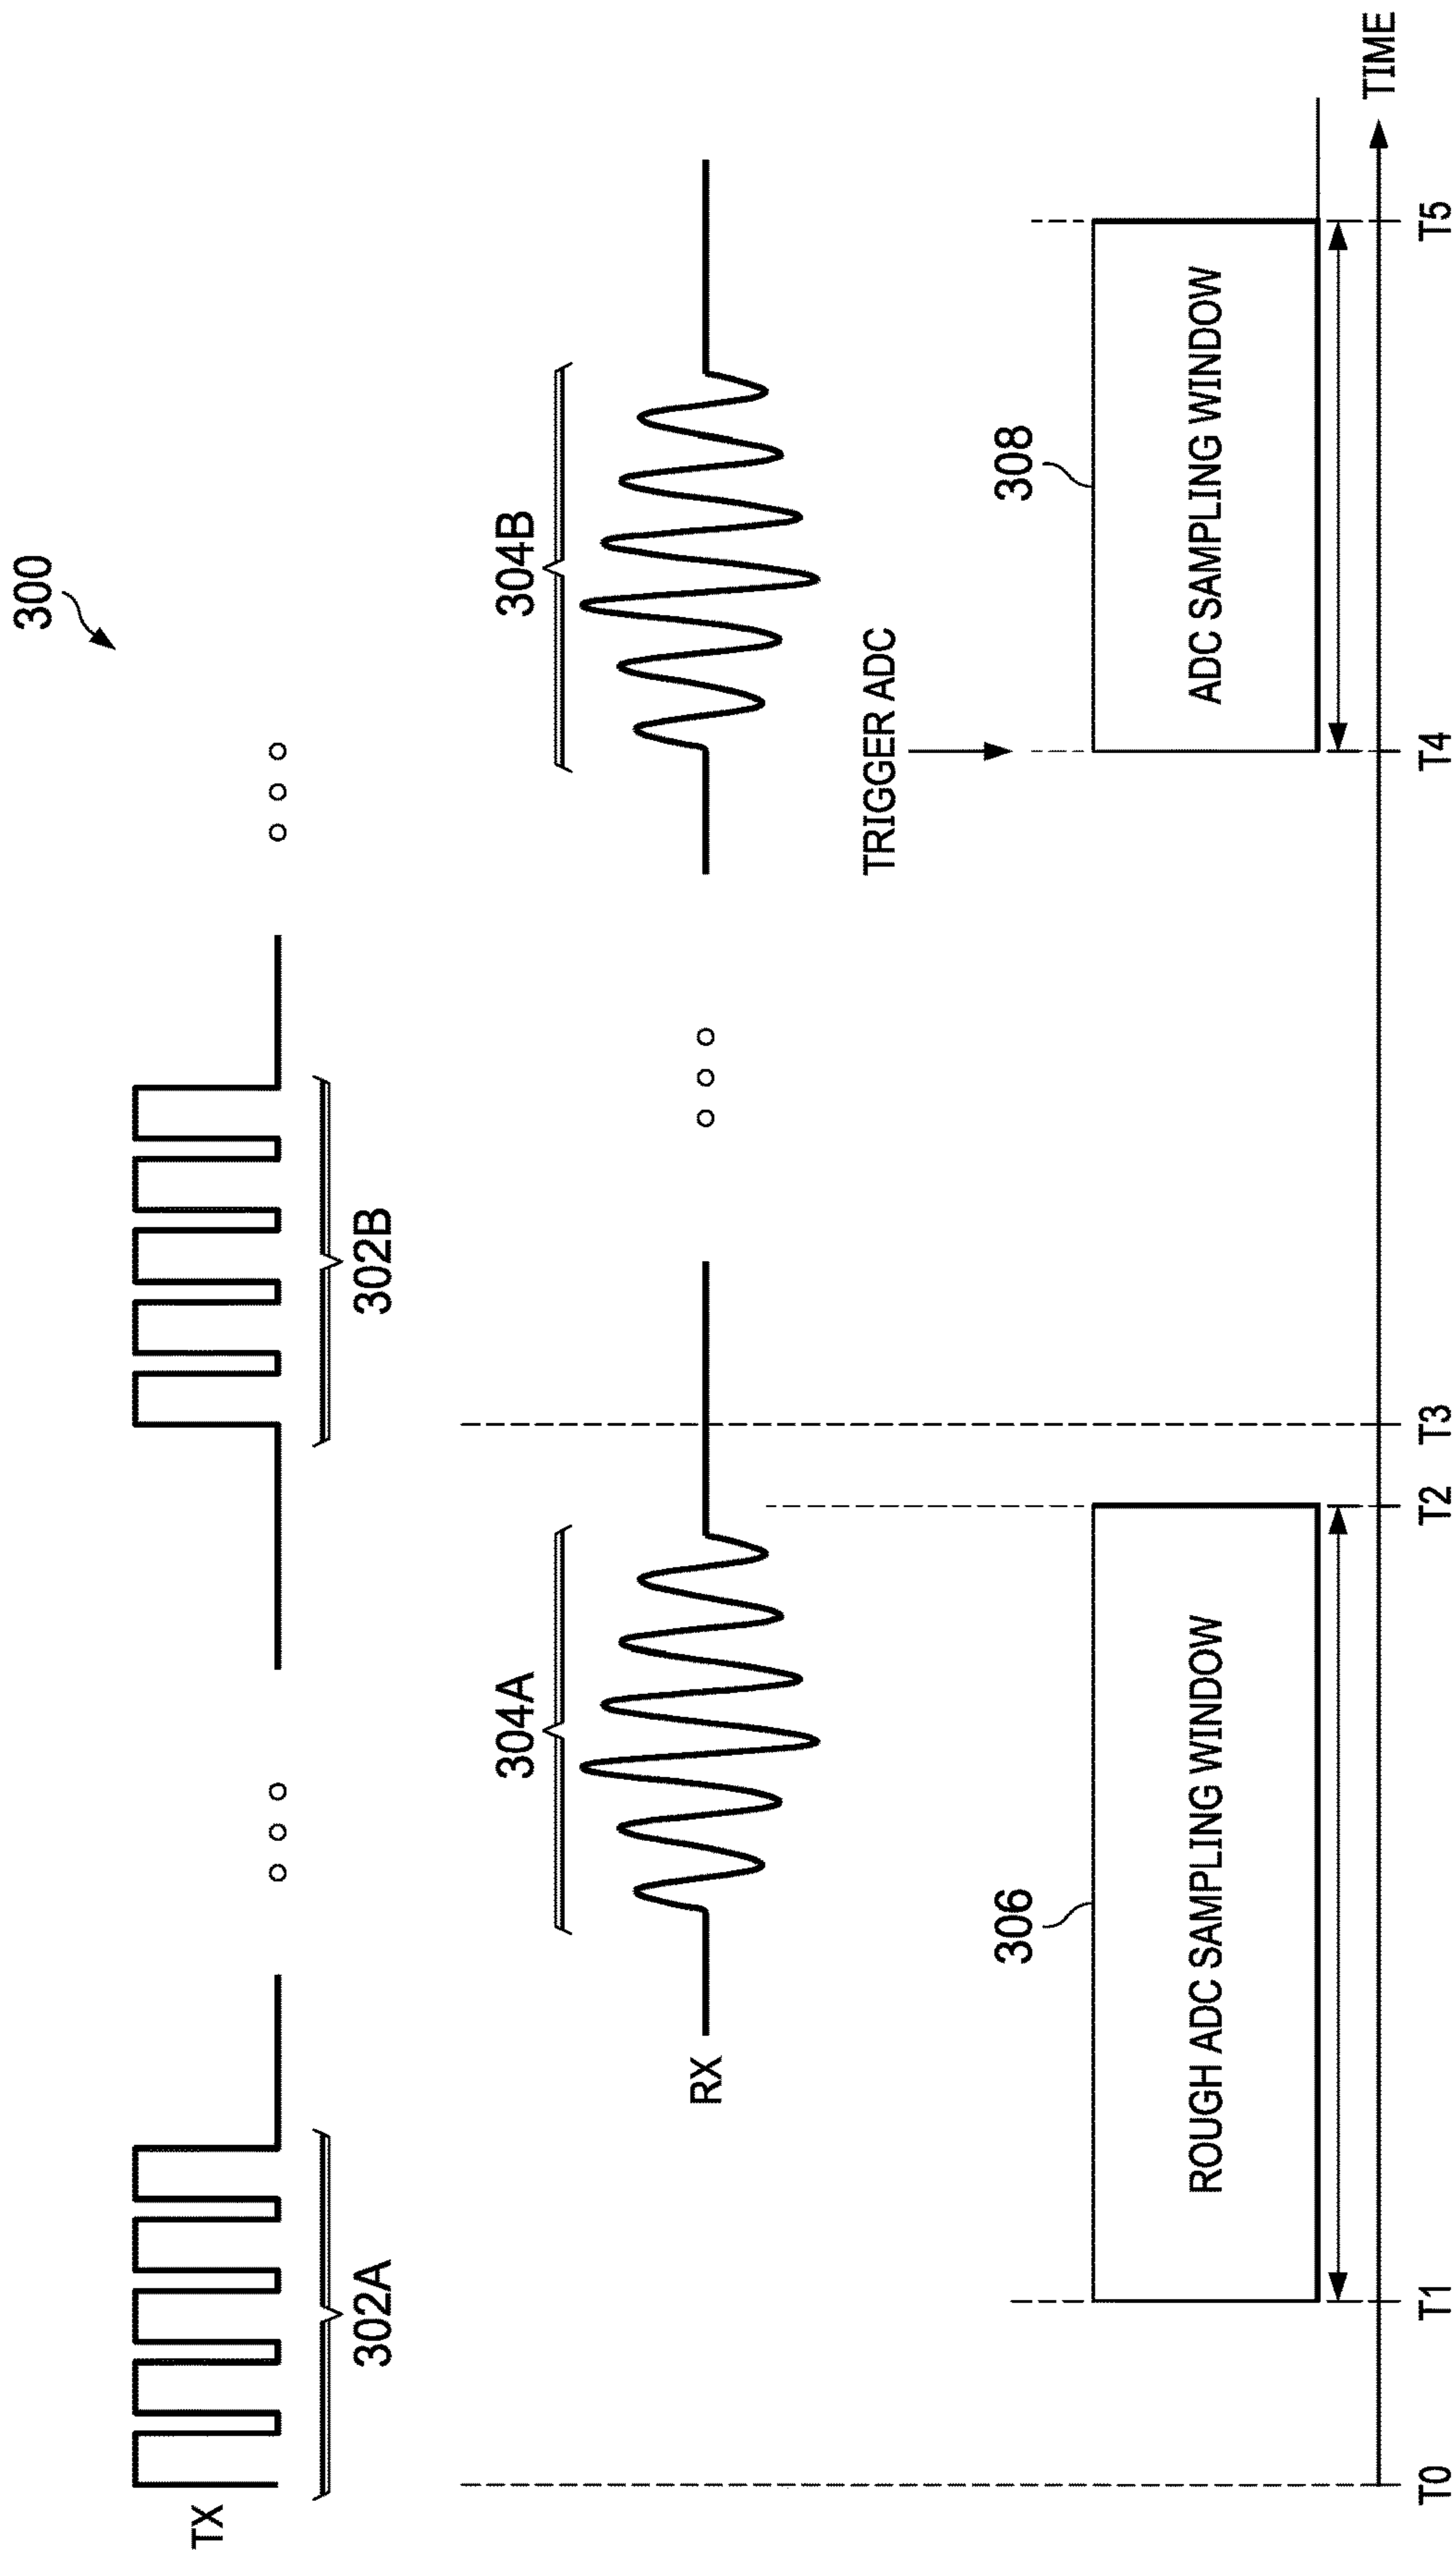 300
TX
302A
302B
RX
304A
304B
TRIGGER ADC
306
308
ROUGH ADC SAMPLING WINDOW
ADC SAMPLING WINDOW
T0
T1
T2
T3
T4
T5
TIME